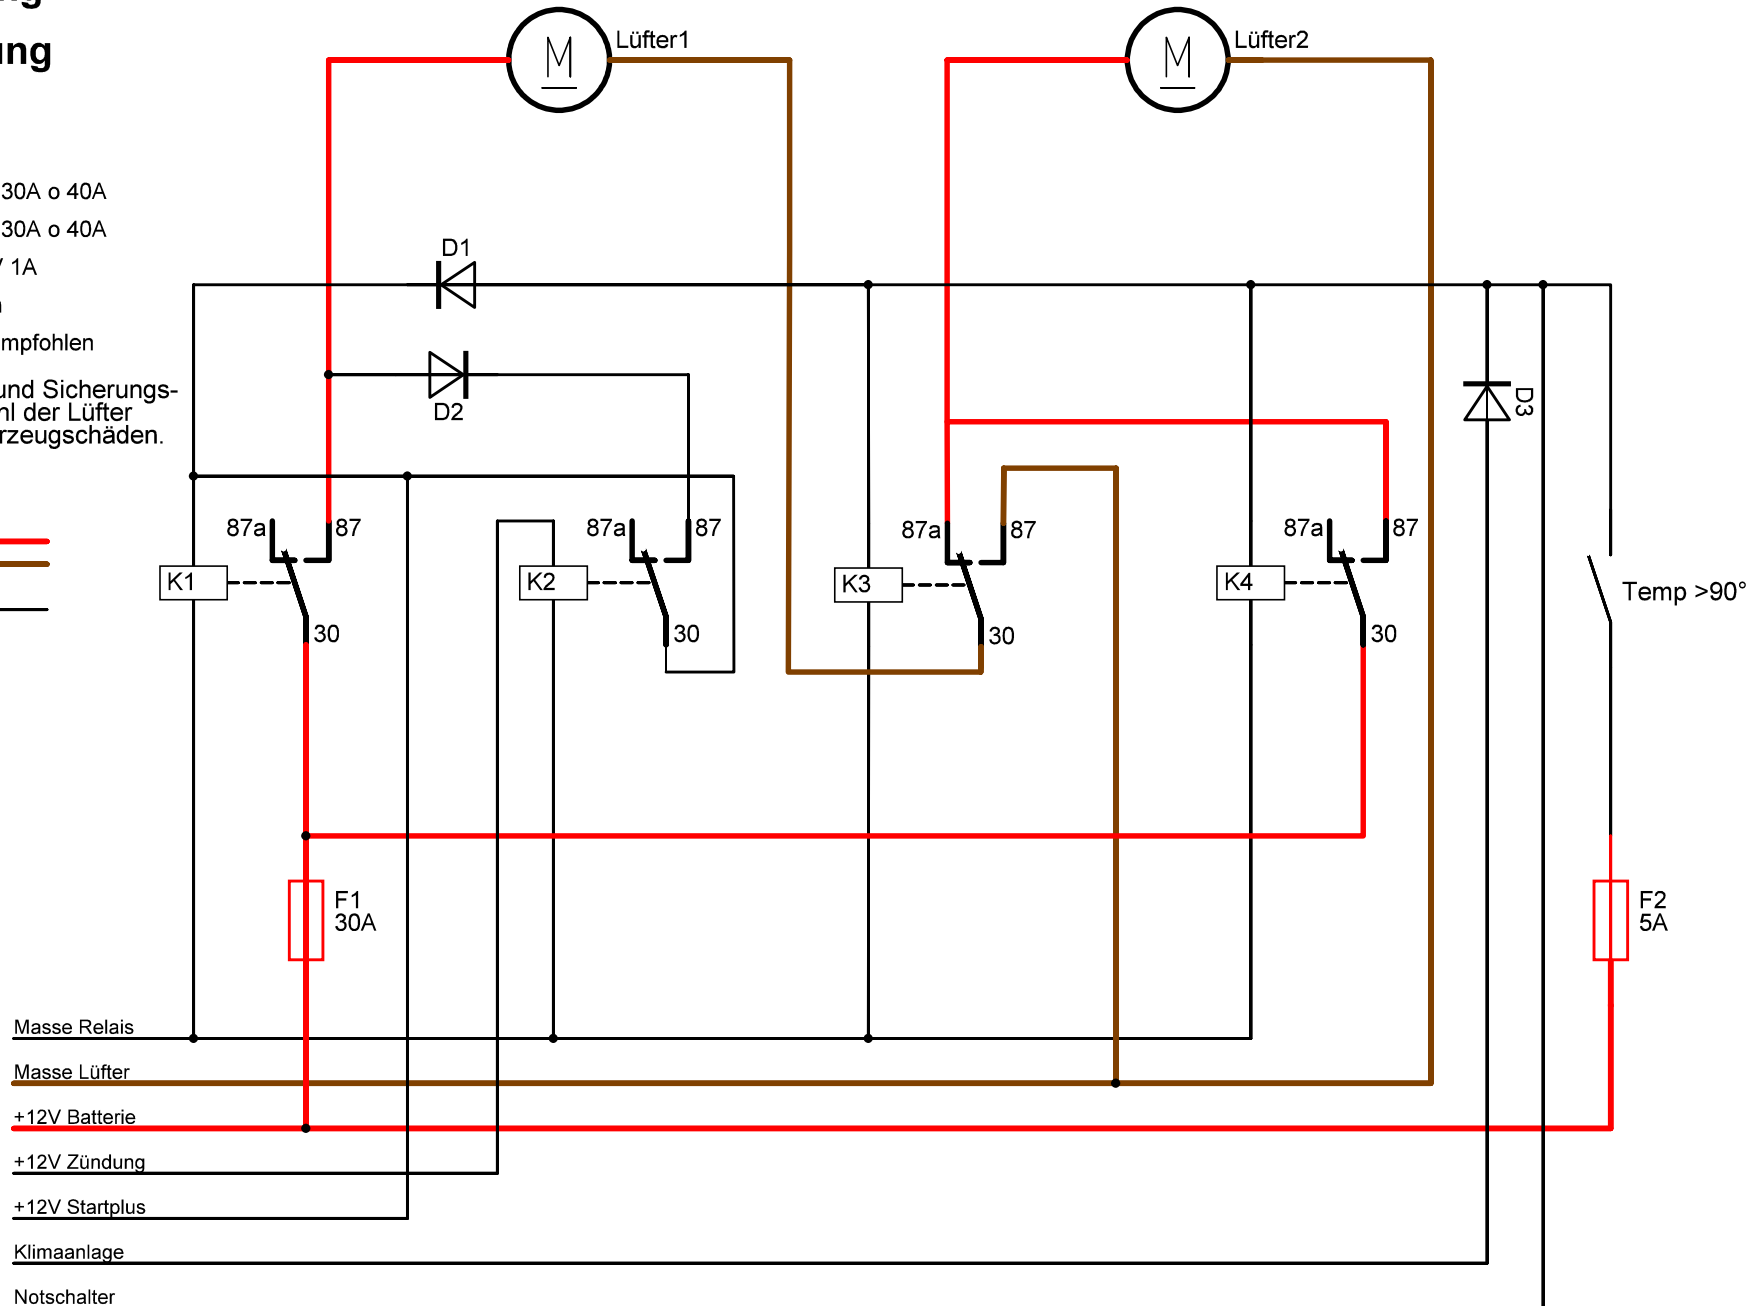 ung
M
Lüfter1
M
Lüfter2
30A o 40A
30A o 40A
1A
D1
mpfohlen
D2
und Sicherungs-
hl der Lüfter
rzeugschäden.
D3
87a
87
87a
87
87a
87
87a
87
K1
K2
K3
K4
Temp >90°
30
30
30
30
F1
30A
F2
5A
Masse Relais
Masse Lüfter
+12V Batterie
+12V Zündung
+12V Startplus
Klimaanlage
Notschalter